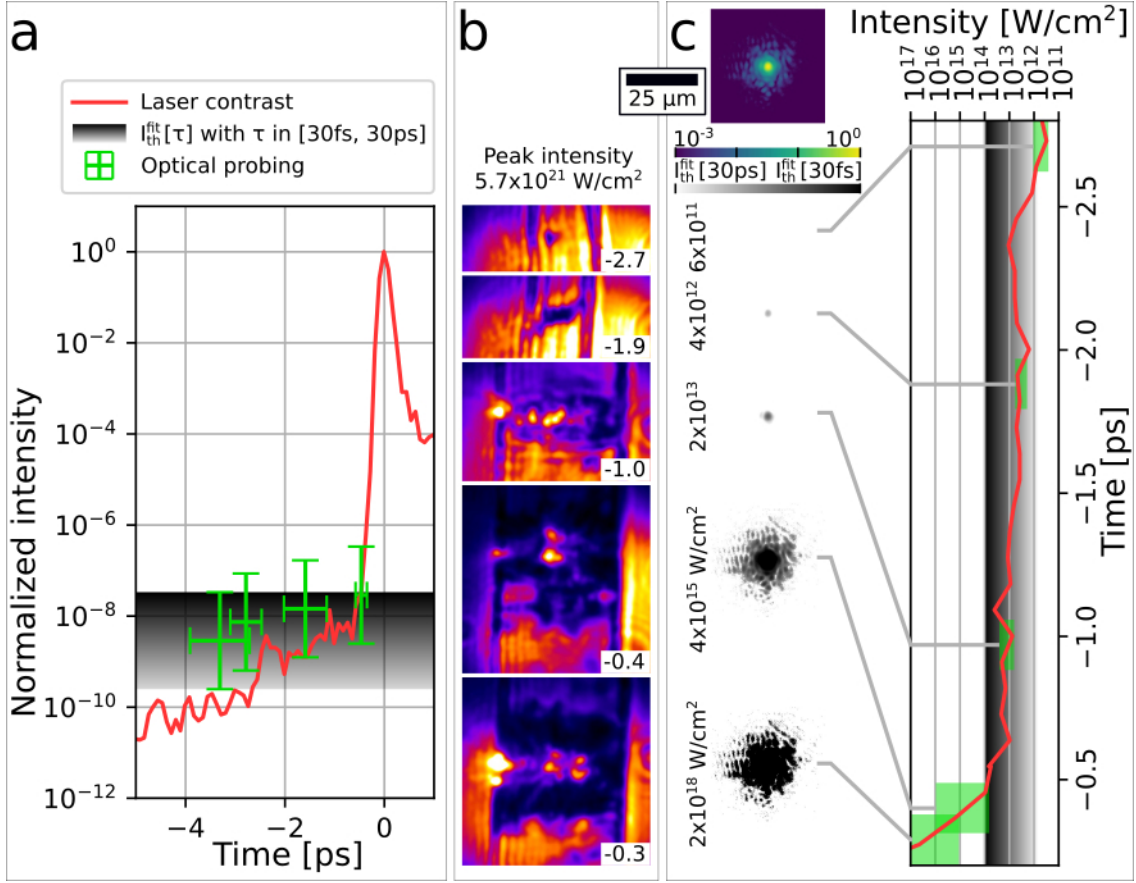 a
Laser contrast
I_th^fit[τ] with τ in [30fs, 30ps]
Optical probing
Normalized intensity
10^0
10^−2
10^−4
10^−6
10^−8
10^−10
10^−12
−4
−2
0
Time [ps]
b
Peak intensity
5.7x10^21 W/cm^2
-2.7
-1.9
-1.0
-0.4
-0.3
c
25 μm
10^-3
10^0
I_th^fit[30ps]
I_th^fit[30fs]
6x10^11
4x10^12
2x10^13
4x10^15 W/cm^2
2x10^18 W/cm^2
Intensity [W/cm^2]
10^17
10^16
10^15
10^14
10^13
10^12
10^11
−2.5
−2.0
−1.5
−1.0
−0.5
Time [ps]